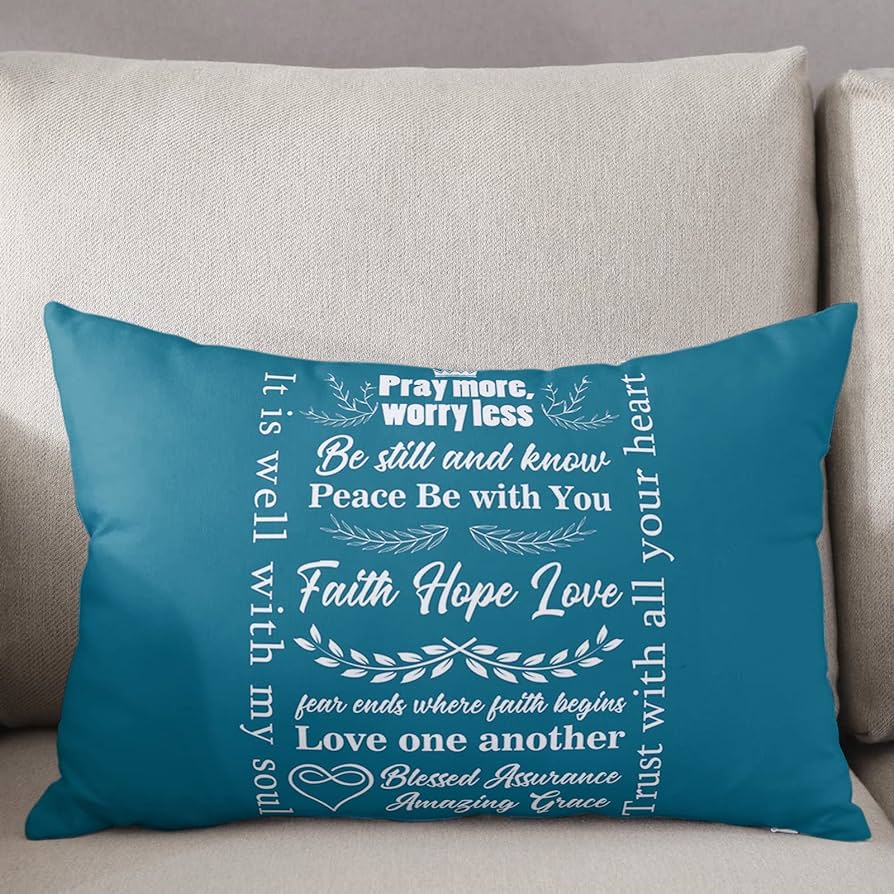 It is well with my soul
Pray more,
worry less
Be still and know
Peace Be with You
Faith Hope Love
fear ends where faith begins
Love one another
Blessed Assurance
Amazing Grace
Trust with all your heart